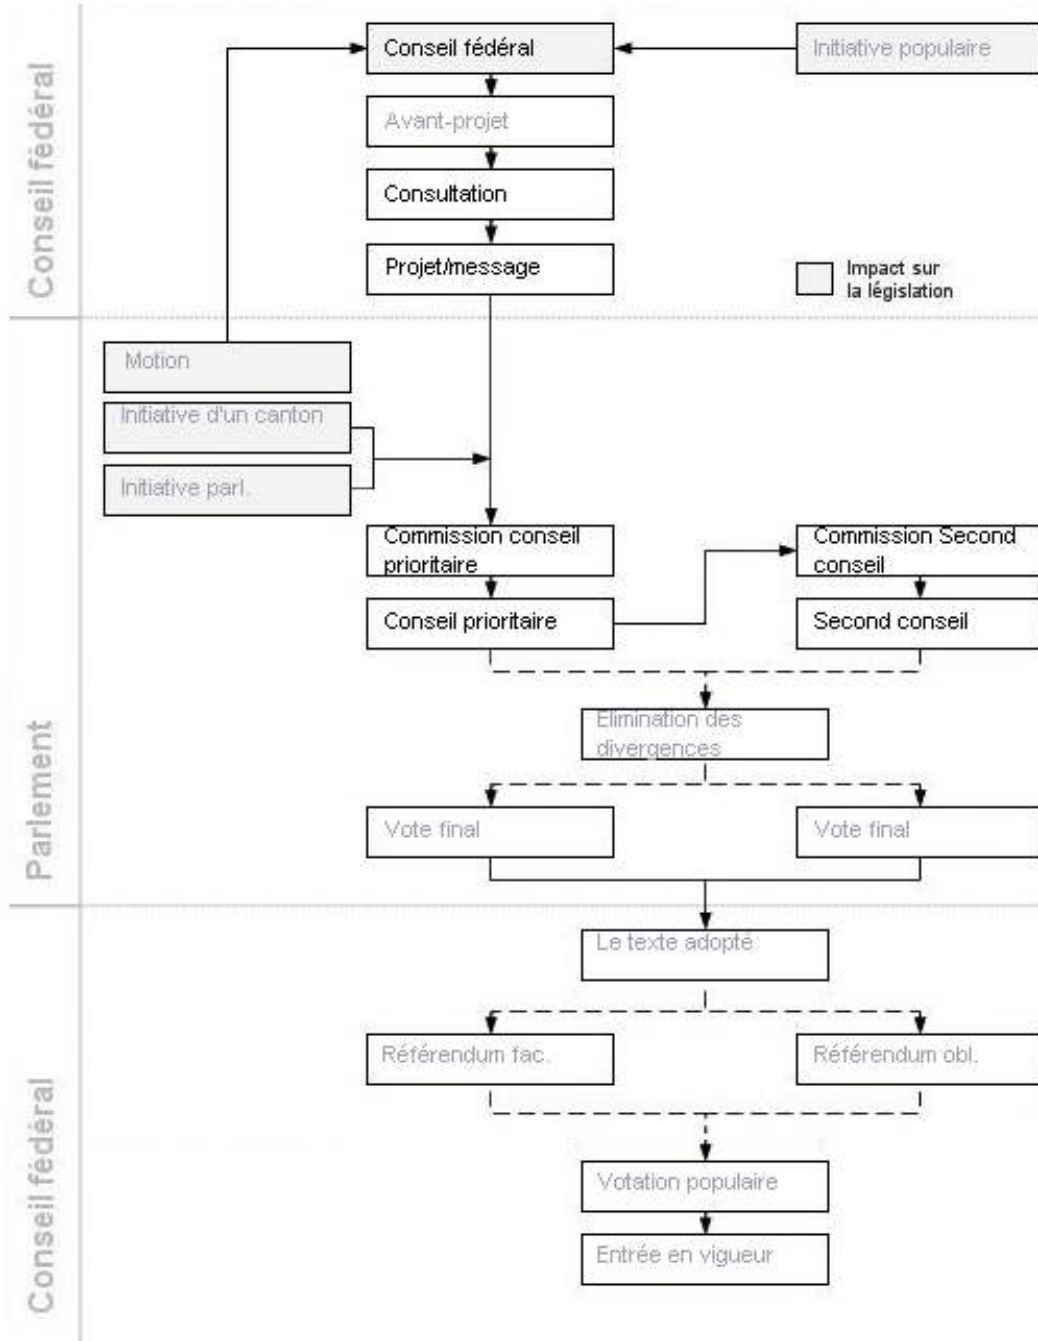 Conseil fédéral
Conseil fédéral
Initiative populaire
Avant-projet
Consultation
Projet/message
Impact sur
la législation
Parlement
Motion
Initiative d'un canton
Initiative parl.
Commission conseil
prioritaire
Commission Second
conseil
Conseil prioritaire
Second conseil
Elimination des
divergences
Vote final
Vote final
Conseil fédéral
Le texte adopté
Référendum fac.
Référendum obl.
Votation populaire
Entrée en vigueur